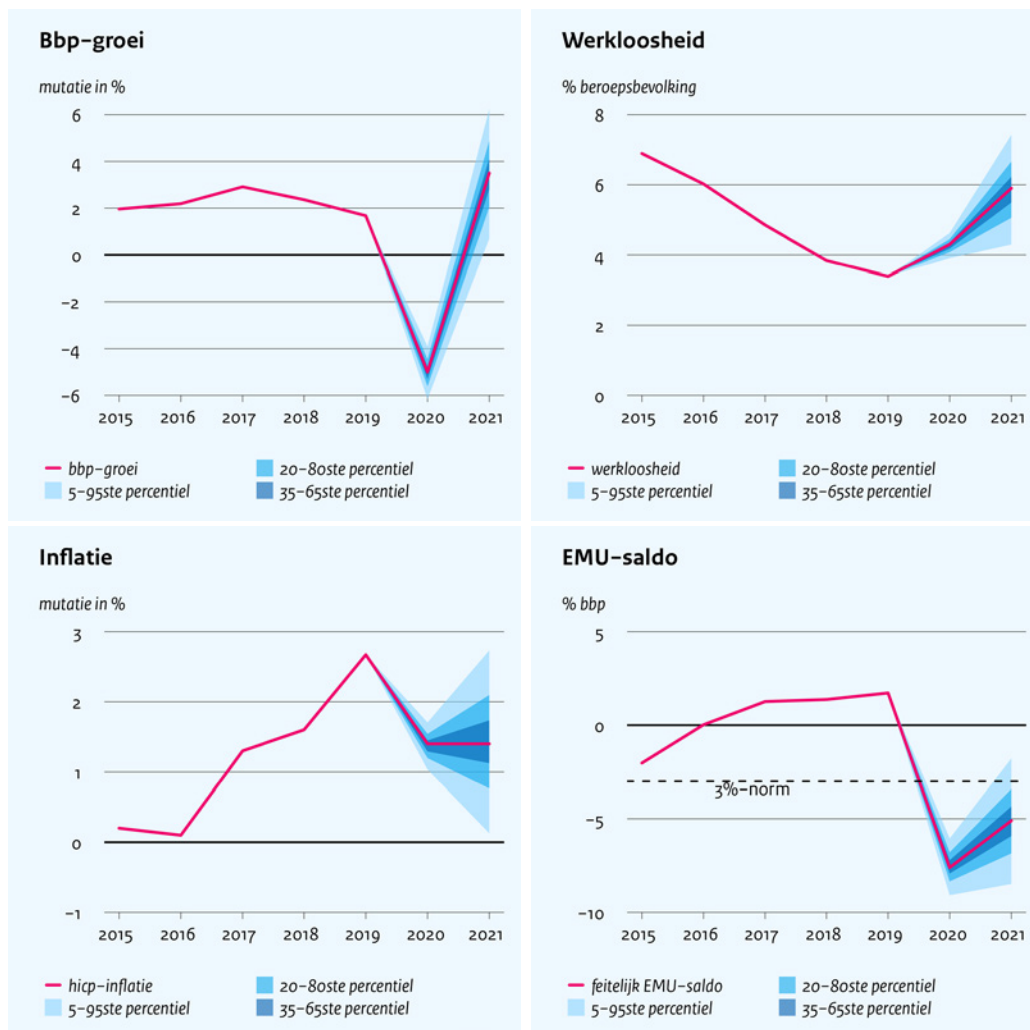 Bbp-groei
mutatie in %
6
4
2
0
-2
-4
-6
2015 2016 2017 2018 2019 2020 2021
bbp-groei
20-80ste percentiel
5-95ste percentiel
35-65ste percentiel
Werkloosheid
% beroepsbevolking
8
6
4
2
0
2015 2016 2017 2018 2019 2020 2021
werkloosheid
20-80ste percentiel
5-95ste percentiel
35-65ste percentiel
Inflatie
mutatie in %
3
2
1
0
-1
2015 2016 2017 2018 2019 2020 2021
hicp-inflatie
20-80ste percentiel
5-95ste percentiel
35-65ste percentiel
EMU-saldo
% bbp
5
0
3%-norm
-5
-10
2015 2016 2017 2018 2019 2020 2021
feitelijk EMU-saldo
20-80ste percentiel
5-95ste percentiel
35-65ste percentiel